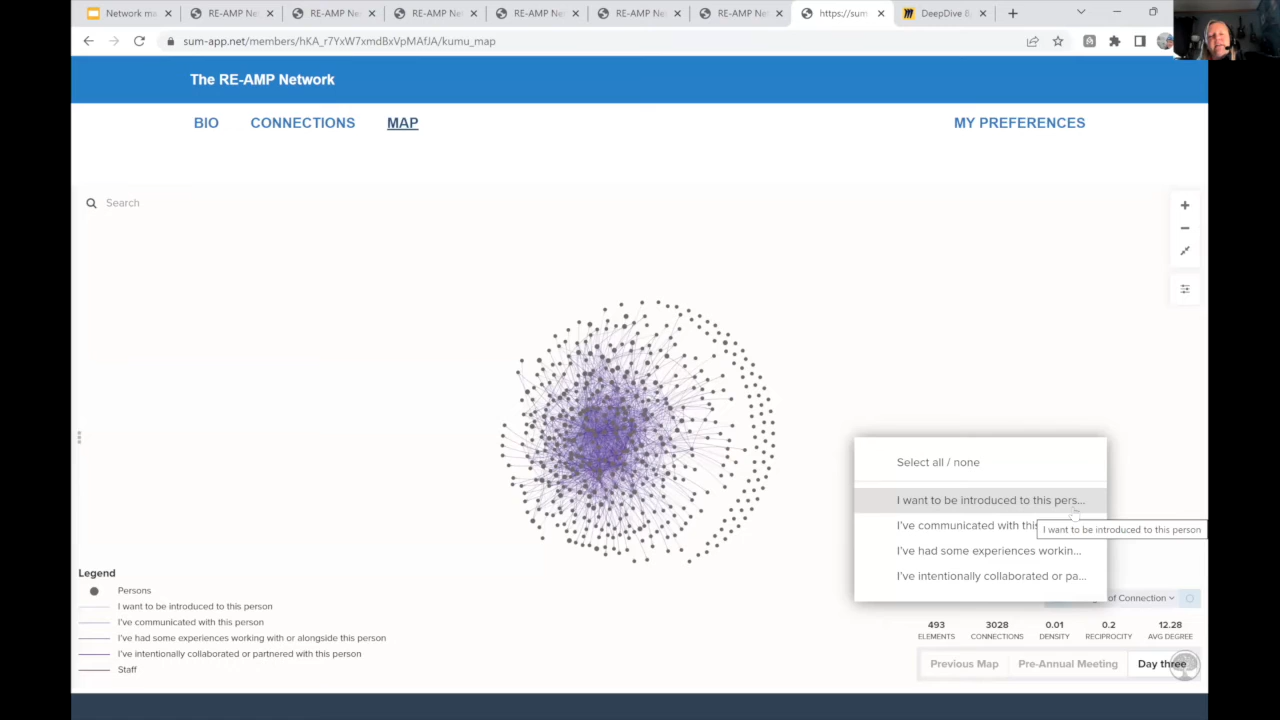 Network ma
RE-AMP Ne
RE-AMP Ne
RE-AMP Ne
RE-AMP Ne
RE-AMP Ne
RE-AMP Ne
https://sum
DeepDive B
sum-app.net/members/hKA_r7YxW7xmdBxVpMAfJA/kumu_map
The RE-AMP Network
BIO
CONNECTIONS
MAP
MY PREFERENCES
Search
Select all / none
I want to be introduced to this pers...
I've communicated with this
I want to be introduced to this person
I've had some experiences workin...
I've intentionally collaborated or pa...
Legend
Persons
I want to be introduced to this person
I've communicated with this person
I've had some experiences working with or alongside this person
I've intentionally collaborated or partnered with this person
Staff
of Connection
493 3028 0.01 0.2 12.28
ELEMENTS CONNECTIONS DENSITY RECIPROCITY AVG DEGREE
Previous Map Pre-Annual Meeting Day three